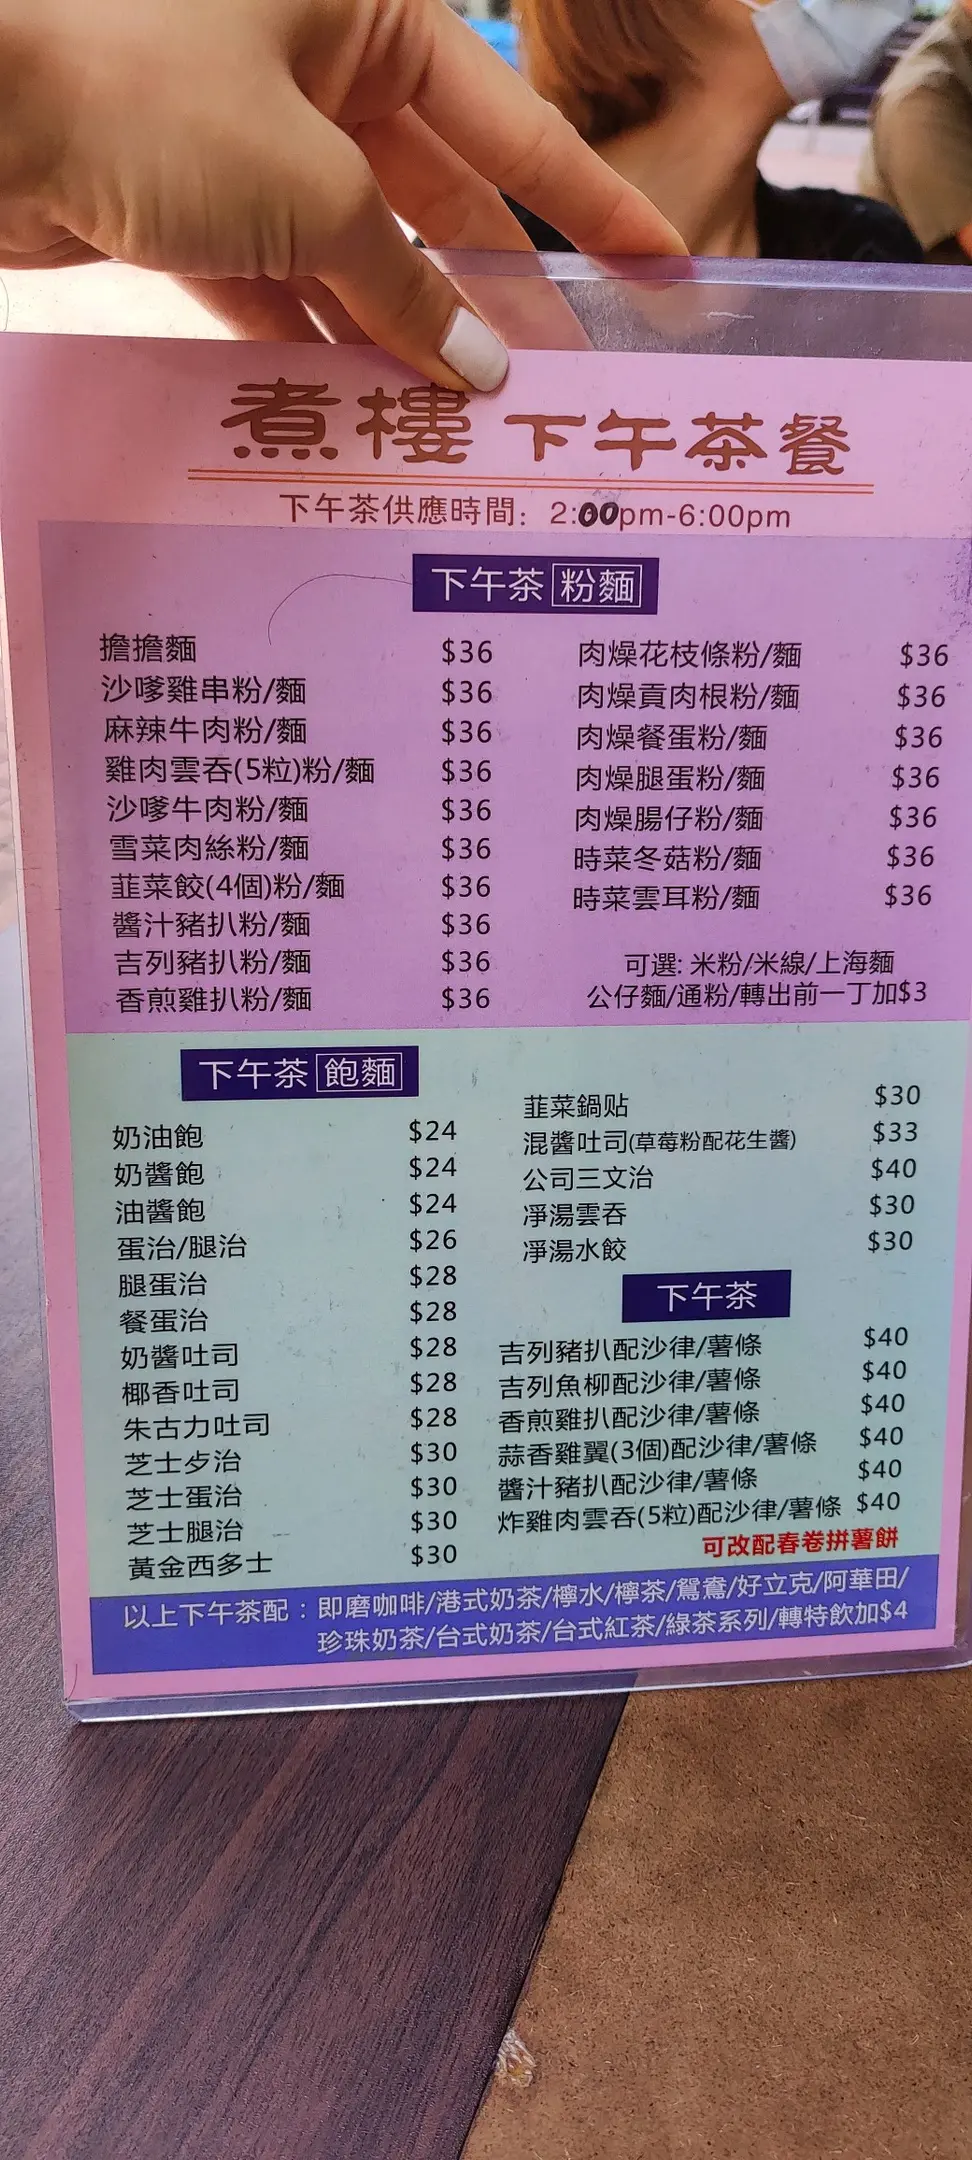 煮樓 下午茶餐
下午茶供應時間: 2:00pm-6:00pm
下午茶 粉麵
擔擔麵 $36
沙嗲雞串粉/麵 $36
麻辣牛肉粉/麵 $36
雞肉雲吞(5粒)粉/麵 $36
沙嗲牛肉粉/麵 $36
雪菜肉絲粉/麵 $36
韮菜餃(4個)粉/麵 $36
醬汁豬扒粉/麵 $36
吉列豬扒粉/麵 $36
香煎雞扒粉/麵 $36
肉燥花枝條粉/麵 $36
肉燥貢肉根粉/麵 $36
肉燥餐蛋粉/麵 $36
肉燥腿蛋粉/麵 $36
肉燥腸仔粉/麵 $36
時菜冬菇粉/麵 $36
時菜雲耳粉/麵 $36
可選: 米粉/米線/上海麵
公仔麵/通粉/轉出前一丁加$3
下午茶 飽麵
奶油飽 $24
奶醬飽 $24
油醬飽 $24
蛋治/腿治 $26
腿蛋治 $28
餐蛋治 $28
奶醬吐司 $28
椰香吐司 $28
朱古力吐司 $28
芝士歺治 $30
芝士蛋治 $30
芝士腿治 $30
黃金西多士 $30
韮菜鍋贴 $30
混醬吐司(草莓粉配花生醬) $33
公司三文治 $40
凈湯雲吞 $30
凈湯水餃 $30
下午茶
吉列豬扒配沙律/薯條 $40
吉列魚柳配沙律/薯條 $40
香煎雞扒配沙律/薯條 $40
蒜香雞翼(3個)配沙律/薯條 $40
醬汁豬扒配沙律/薯條 $40
炸雞肉雲吞(5粒)配沙律/薯條 $40
可改配春卷拼薯餅
以上下午茶配：即磨咖啡/港式奶茶/檸水/檸茶/鴛鴦/好立克/阿華田/
珍珠奶茶/台式奶茶/台式紅茶/綠茶系列/轉特飲加$4